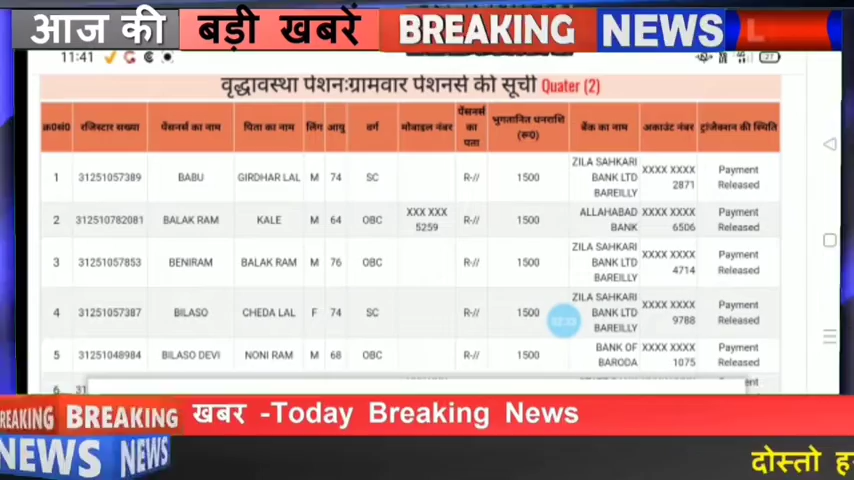 आज की बड़ी खबरें BREAKING NEWS L
11:41
वृद्धावस्था पेंशनःग्रामवार पेंशनर्स की सूची Quater (2)
क्र0सं0 रजिस्टार सख्या पेंसनर्स का नाम पिता का नाम लिंग आयु वर्ग मोबाइल नंबर पेंसनर्स का पता भुगतानित धनराशि (रू0) बैंक का नाम अकाउंट नंबर ट्रांजैक्शन की स्थिति
1 31251057389 BABU GIRDHAR LAL M 74 SC R-// 1500 ZILA SAHKARI BANK LTD BAREILLY XXXX XXXX 2871 Payment Released
2 312510782081 BALAK RAM KALE M 64 OBC XXX XXX 5259 R-// 1500 ALLAHABAD BANK XXXX XXXX 6506 Payment Released
3 31251057853 BENIRAM BALAK RAM M 76 OBC R-// 1500 ZILA SAHKARI BANK LTD BAREILLY XXXX XXXX 4714 Payment Released
4 31251057387 BILASO CHEDA LAL F 74 SC R-// 1500 ZILA SAHKARI BANK LTD BAREILLY XXXX XXXX 9788 Payment Released
5 31251048984 BILASO DEVI NONI RAM M 68 OBC R-// 1500 BANK OF BARODA XXXX XXXX 1075 Payment Released
6 31
BREAKING BREAKING खबर -Today Breaking News
NEWS NEWS
दोस्तो ह